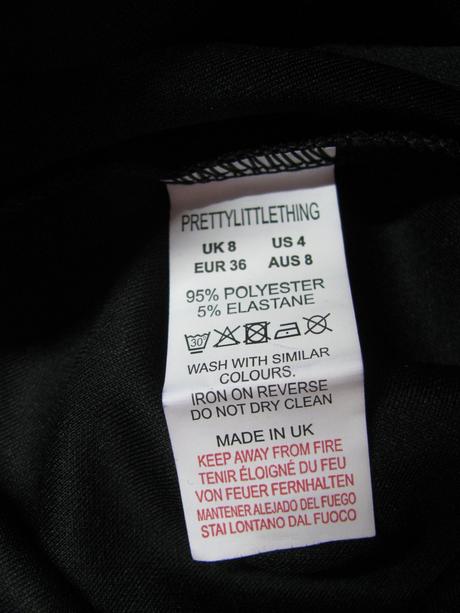 PRETTYLITTLETHING
UK 8 US 4
EUR 36 AUS 8
95% POLYESTER
5% ELASTANE
30°
WASH WITH SIMILAR
COLOURS.
IRON ON REVERSE
DO NOT DRY CLEAN
MADE IN UK
KEEP AWAY FROM FIRE
TENIR ÉLOIGNÉ DU FEU
VON FEUER FERNHALTEN
MANTENER ALEJADO DEL FUEGO
STAI LONTANO DAL FUOCO